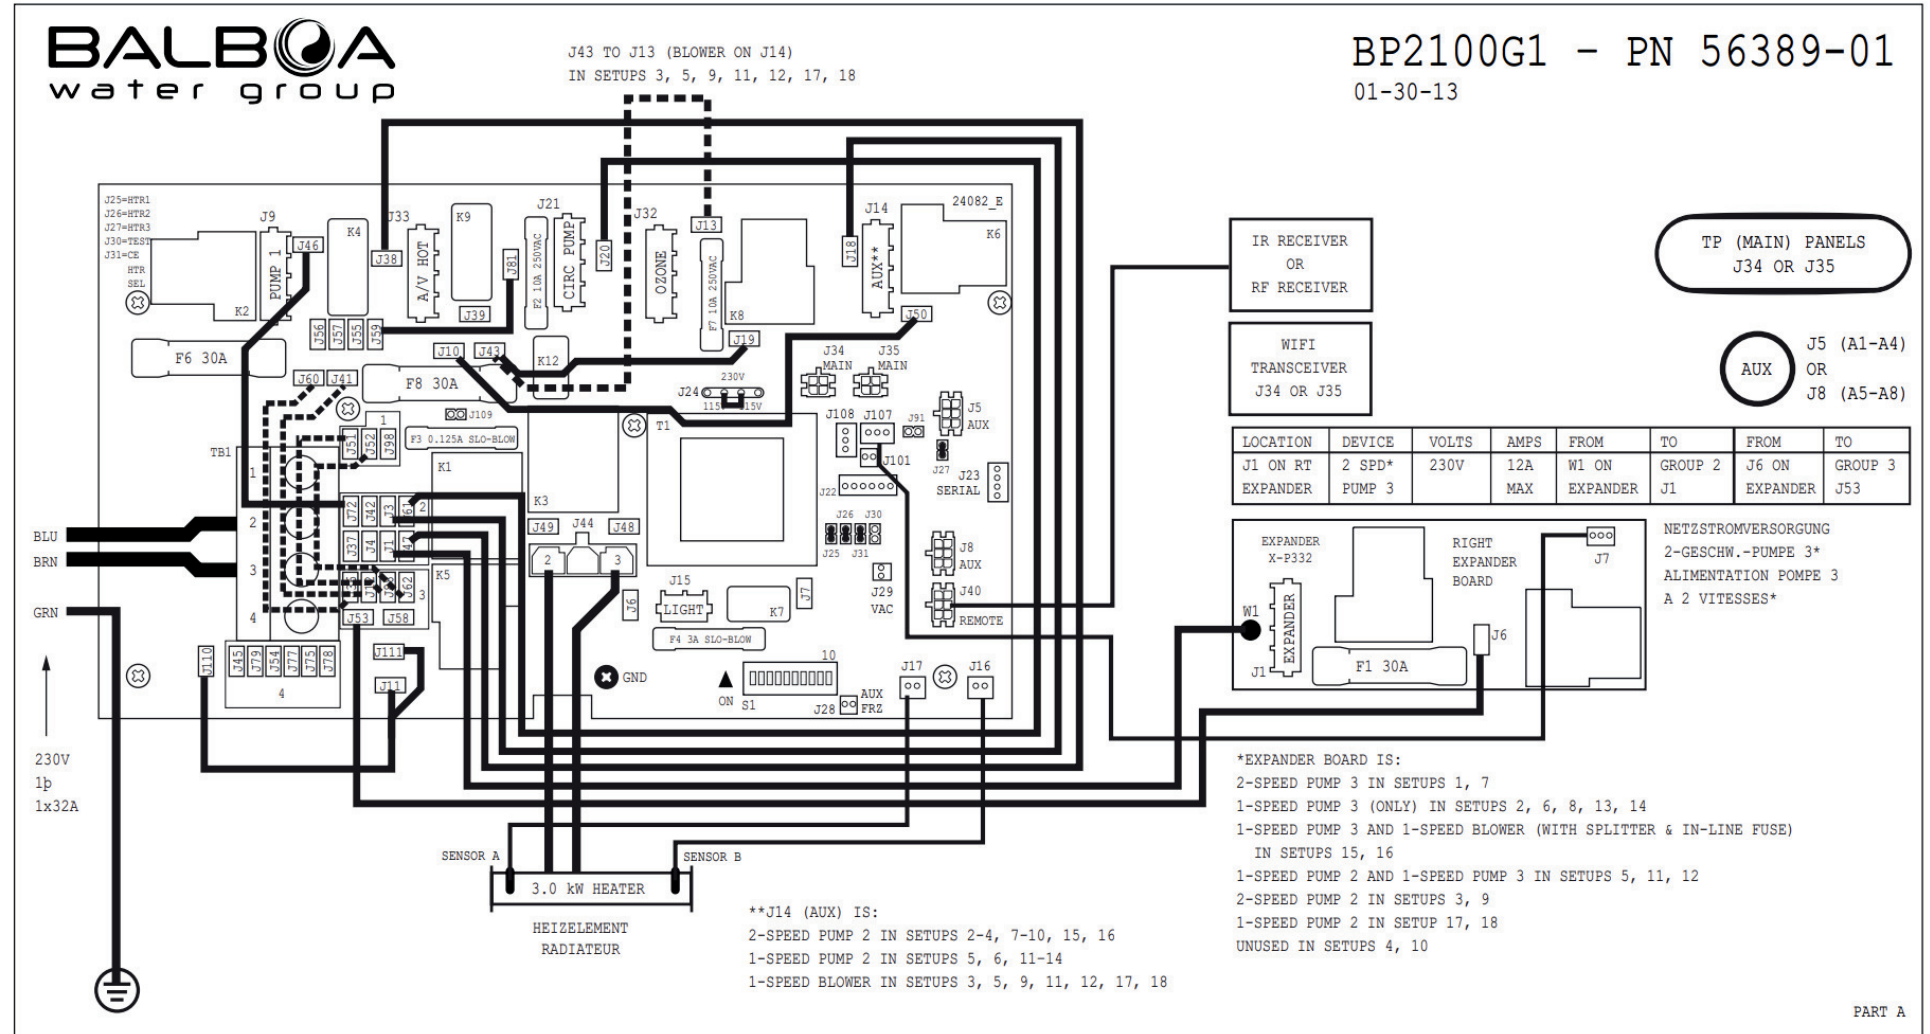 BALBOA
water group
J43 TO J13 (BLOWER ON J14)
IN SETUPS 3, 5, 9, 11, 12, 17, 18
BP2100G1 - PN 56389-01
01-30-13
J25=HTR1
J26=HTR2
J27=HTR3
J30=TEST
J31=CE
HTR
SEL
J9
PUMP 1
K2
J46
K4
J33
J38
A/V HOT
K9
J39
J81
J21
F2 10A 250VAC
CIRC PUMP
J20
J32
OZONE
J13
F7 10A 250VAC
K8
J14
J18
AUX**
24082_E
K6
J50
J56
J57
J55
J59
F6 30A
J10
J43
K12
J19
J34
MAIN
J35
MAIN
J60
J41
F8 30A
J24
230V
J109
T1
J108
J107
J91
J5
AUX
F3 0.125A SLO-BLOW
TB1
1
2
3
4
1
J51
J52
J98
K1
K3
J101
J27
J23
SERIAL
J22
J72
J42
J3
2
J49
J44
J48
J26
J30
J25
J31
J37
J4
J1
2
3
K5
J8
AUX
J62
3
J29
VAC
J40
REMOTE
J53
J58
J6
J15
LIGHT
K7
J7
F4 3A SLO-BLOW
J110
J45
J79
J54
J77
J75
J78
4
J111
J11
GND
ON
S1
10
J28
AUX
FRZ
J17
J16
BLU
BRN
GRN
230V
1p
1x32A
SENSOR A
SENSOR B
3.0 kW HEATER
HEIZELEMENT
RADIATEUR
**J14 (AUX) IS:
2-SPEED PUMP 2 IN SETUPS 2-4, 7-10, 15, 16
1-SPEED PUMP 2 IN SETUPS 5, 6, 11-14
1-SPEED BLOWER IN SETUPS 3, 5, 9, 11, 12, 17, 18
IR RECEIVER
OR
RF RECEIVER
WIFI
TRANSCEIVER
J34 OR J35
TP (MAIN) PANELS
J34 OR J35
AUX
J5 (A1-A4)
OR
J8 (A5-A8)
LOCATION DEVICE VOLTS AMPS FROM TO FROM TO
J1 ON RT 2 SPD* 230V 12A W1 ON GROUP 2 J6 ON GROUP 3
EXPANDER PUMP 3 MAX EXPANDER J1 EXPANDER J53
EXPANDER
X-P332
RIGHT
EXPANDER
BOARD
J7
W1
EXPANDER
J1
F1 30A
J6
NETZSTROMVERSORGUNG
2-GESCHW.-PUMPE 3*
ALIMENTATION POMPE 3
A 2 VITESSES*
*EXPANDER BOARD IS:
2-SPEED PUMP 3 IN SETUPS 1, 7
1-SPEED PUMP 3 (ONLY) IN SETUPS 2, 6, 8, 13, 14
1-SPEED PUMP 3 AND 1-SPEED BLOWER (WITH SPLITTER & IN-LINE FUSE)
IN SETUPS 15, 16
1-SPEED PUMP 2 AND 1-SPEED PUMP 3 IN SETUPS 5, 11, 12
2-SPEED PUMP 2 IN SETUPS 3, 9
1-SPEED PUMP 2 IN SETUP 17, 18
UNUSED IN SETUPS 4, 10
PART A